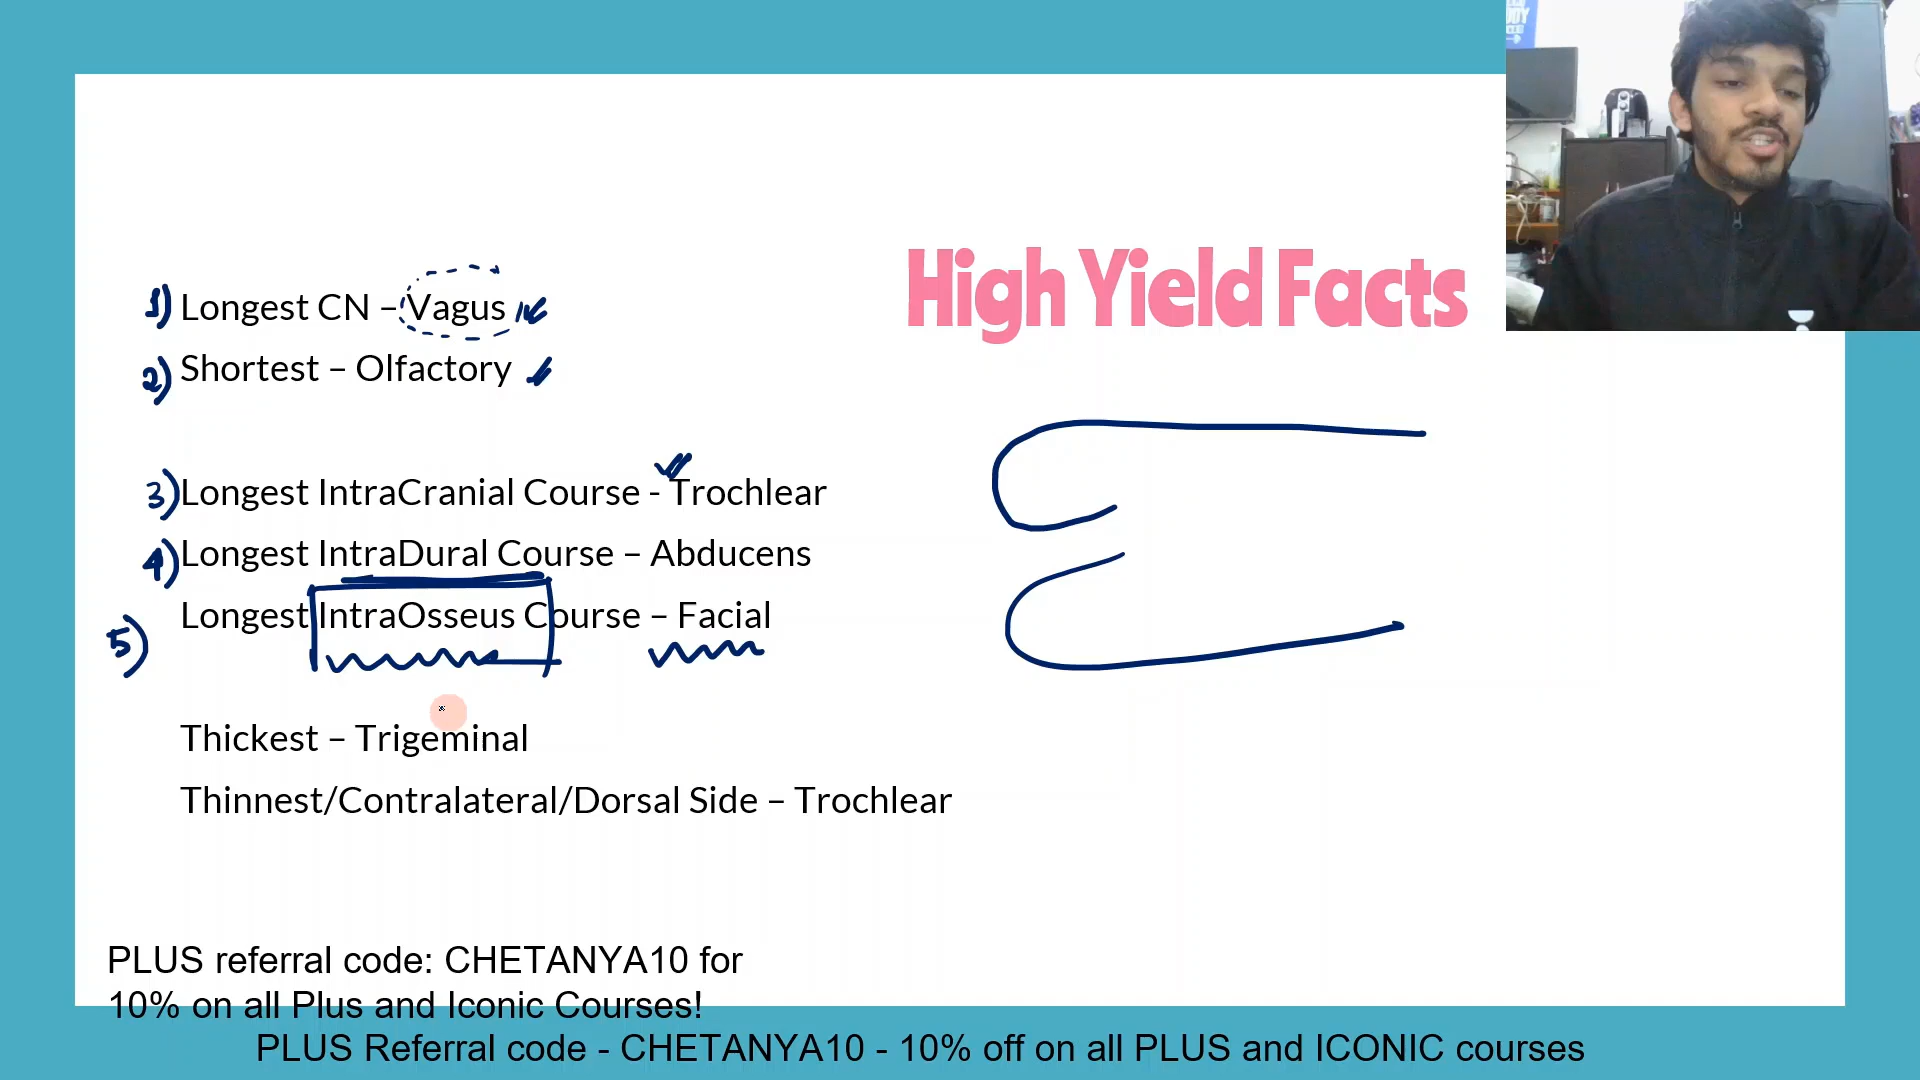 High Yield Facts
1) Longest CN – Vagus
2) Shortest – Olfactory
3) Longest IntraCranial Course - Trochlear
4) Longest IntraDural Course – Abducens
5) Longest IntraOsseus Course – Facial
Thickest – Trigeminal
Thinnest/Contralateral/Dorsal Side – Trochlear
PLUS referral code: CHETANYA10 for
10% on all Plus and Iconic Courses!
PLUS Referral code - CHETANYA10 - 10% off on all PLUS and ICONIC courses